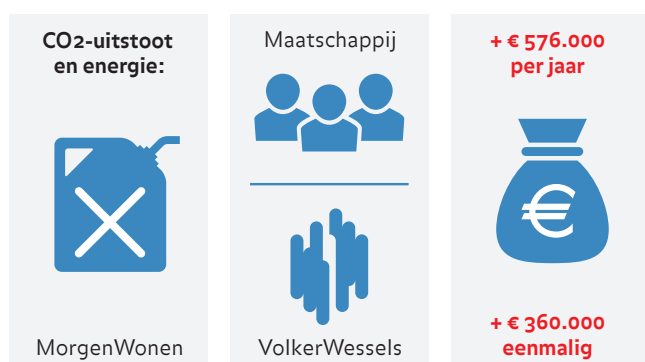 CO2-uitstoot
en energie:
MorgenWonen
Maatschappij
VolkerWessels
+ € 576.000
per jaar
€
+ € 360.000
eenmalig